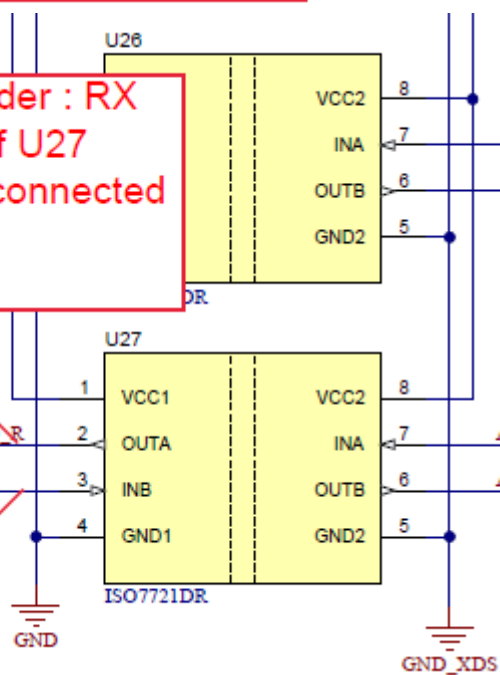 U26
der : RX
f U27
connected
VCC2 8
INA 7
OUTB 6
GND2 5
DR
U27
1 VCC1 VCC2 8
R 2 OUTA INA 7
3 INB OUTB 6
4 GND1 GND2 5
ISO7721DR
GND
GND_XDS